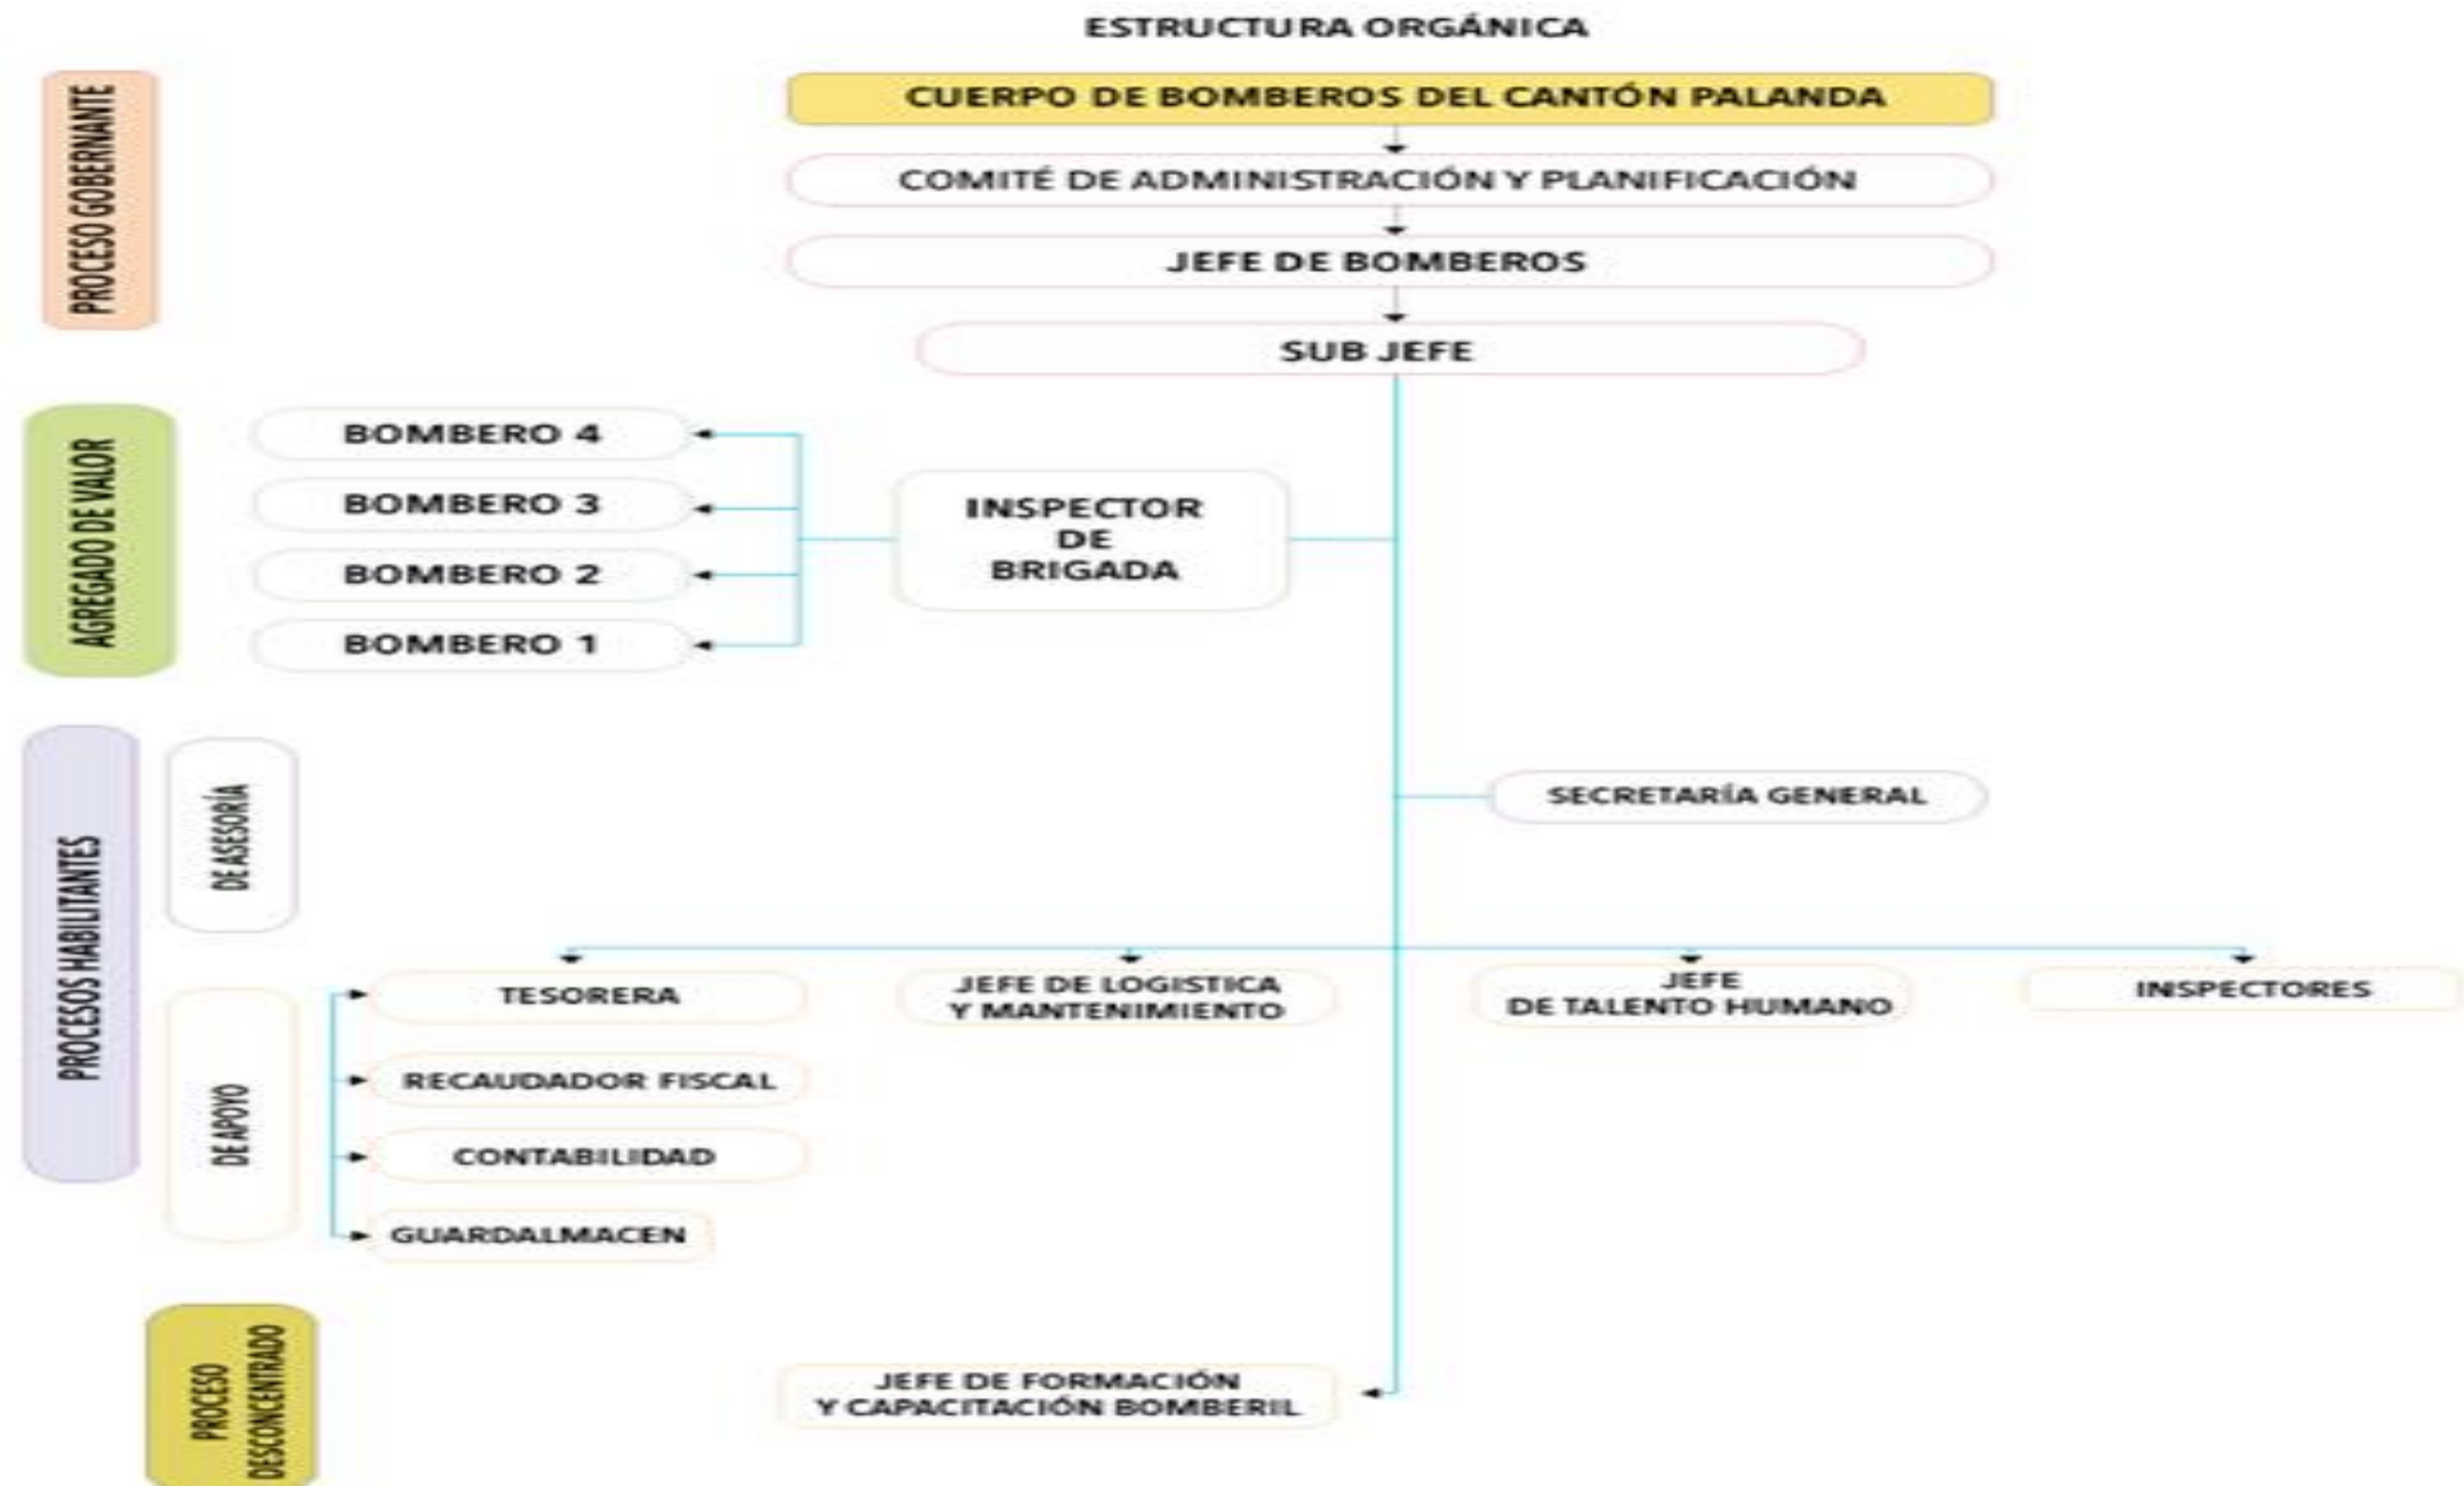 ESTRUCTURA ORGÁNICA
PROCESO GOBERNANTE
CUERPO DE BOMBEROS DEL CANTÓN PALANDA
COMITÉ DE ADMINISTRACIÓN Y PLANIFICACIÓN
JEFE DE BOMBEROS
SUB JEFE
AGREGADO DE VALOR
BOMBERO 4
BOMBERO 3
BOMBERO 2
BOMBERO 1
INSPECTOR
DE
BRIGADA
PROCESOS HABILITANTES
DE ASESORÍA
SECRETARÍA GENERAL
DE APOYO
TESORERA
JEFE DE LOGISTICA
Y MANTENIMIENTO
JEFE
DE TALENTO HUMANO
INSPECTORES
RECAUDADOR FISCAL
CONTABILIDAD
GUARDALMACEN
PROCESO
DESCONCENTRADO
JEFE DE FORMACIÓN
Y CAPACITACIÓN BOMBERIL